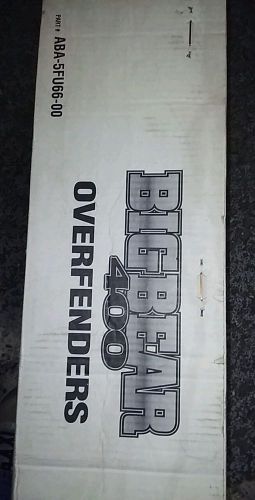 PART # ABA-5FU66-00
BIGBEAR
400
OVERFENDERS